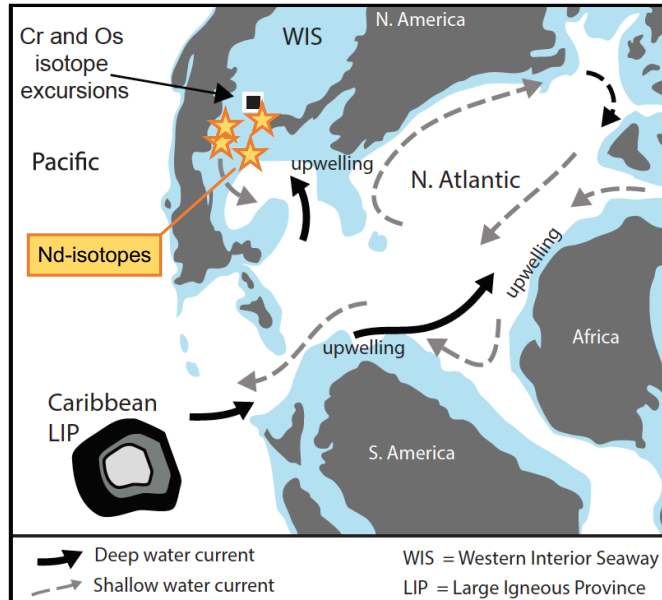 Cr and Os
isotope
excursions
WIS
N. America
Pacific
upwelling
N. Atlantic
Nd-isotopes
upwelling
upwelling
Africa
Caribbean
LIP
S. America
Deep water current
Shallow water current
WIS = Western Interior Seaway
LIP = Large Igneous Province